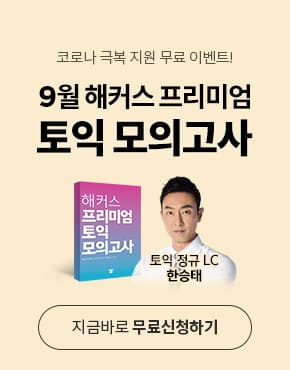 코로나 극복 지원 무료 이벤트!
9월 해커스 프리미엄
토익 모의고사
해커스
프리미엄
토익
모의고사
토익 정규 LC
한승태
지금바로 무료신청하기